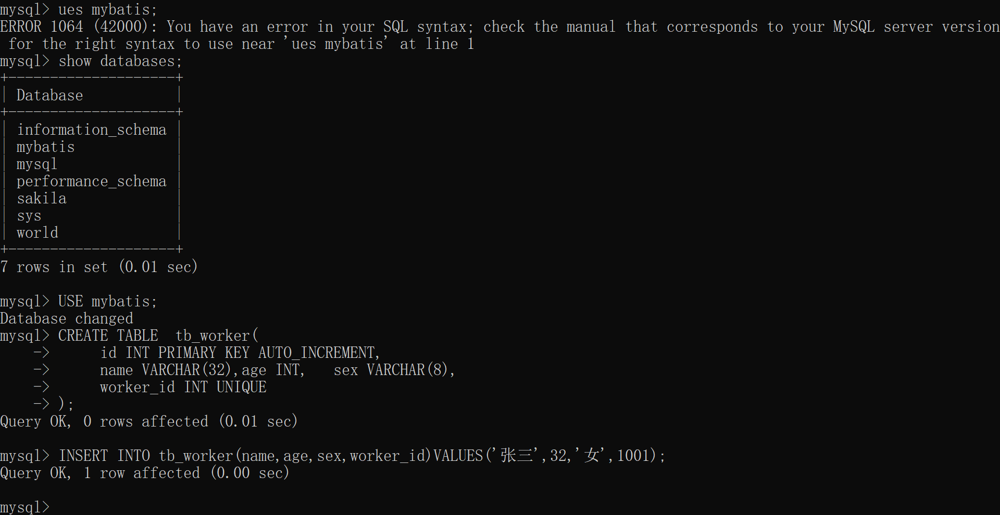 mysql> ues mybatis;
ERROR 1064 (42000): You have an error in your SQL syntax; check the manual that corresponds to your MySQL server version
 for the right syntax to use near 'ues mybatis' at line 1
mysql> show databases;
+--------------------+
| Database           |
+--------------------+
| information_schema |
| mybatis            |
| mysql              |
| performance_schema |
| sakila             |
| sys                |
| world              |
+--------------------+
7 rows in set (0.01 sec)

mysql> USE mybatis;
Database changed
mysql> CREATE TABLE  tb_worker(
    ->      id INT PRIMARY KEY AUTO_INCREMENT,
    ->      name VARCHAR(32),age INT,   sex VARCHAR(8),
    ->      worker_id INT UNIQUE
    -> );
Query OK, 0 rows affected (0.01 sec)

mysql> INSERT INTO tb_worker(name,age,sex,worker_id)VALUES('张三',32,'女',1001);
Query OK, 1 row affected (0.00 sec)

mysql>